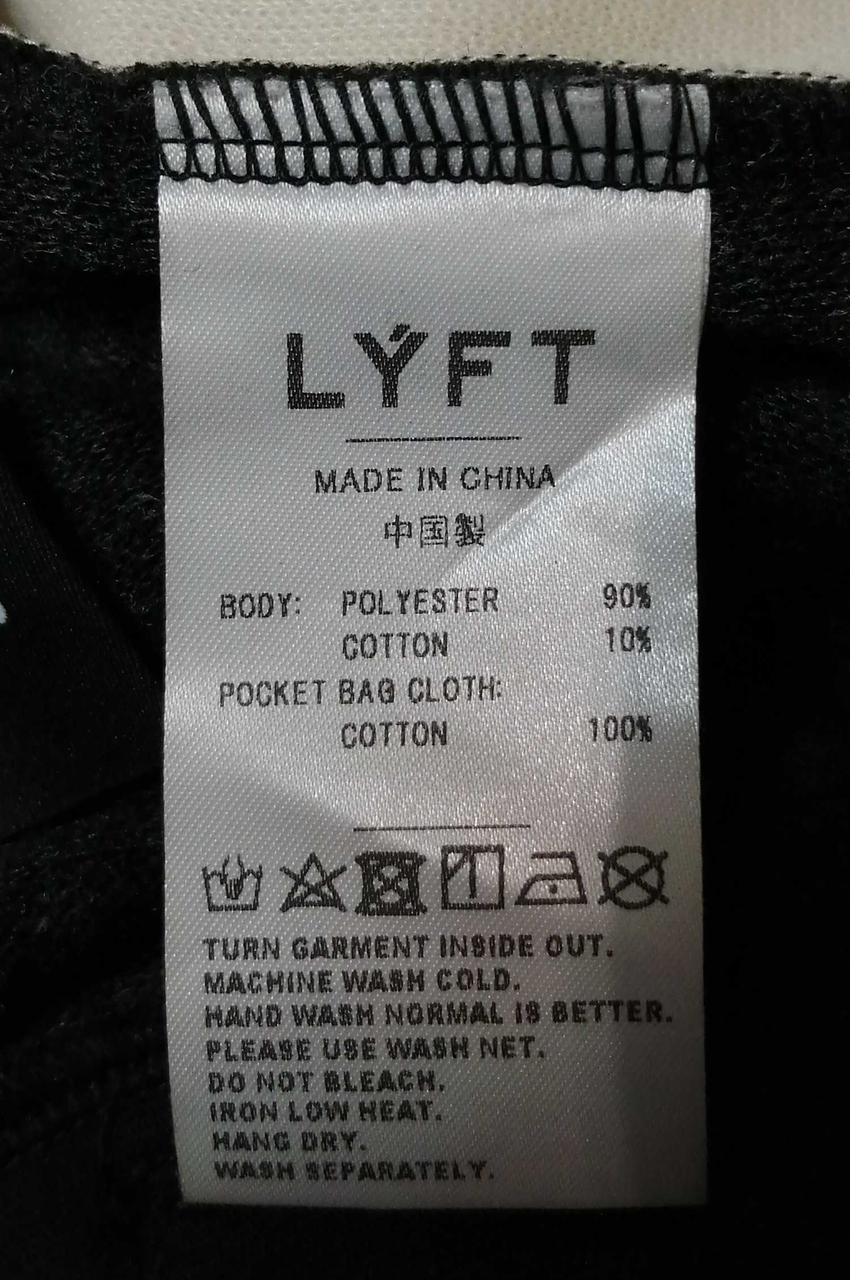 LÝFT
MADE IN CHINA
中国製
BODY: POLYESTER 90%
COTTON 10%
POCKET BAG CLOTH:
COTTON 100%
TURN GARMENT INSIDE OUT.
MACHINE WASH COLD.
HAND WASH NORMAL IS BETTER.
PLEASE USE WASH NET.
DO NOT BLEACH.
IRON LOW HEAT.
HANG DRY.
WASH SEPARATELY.